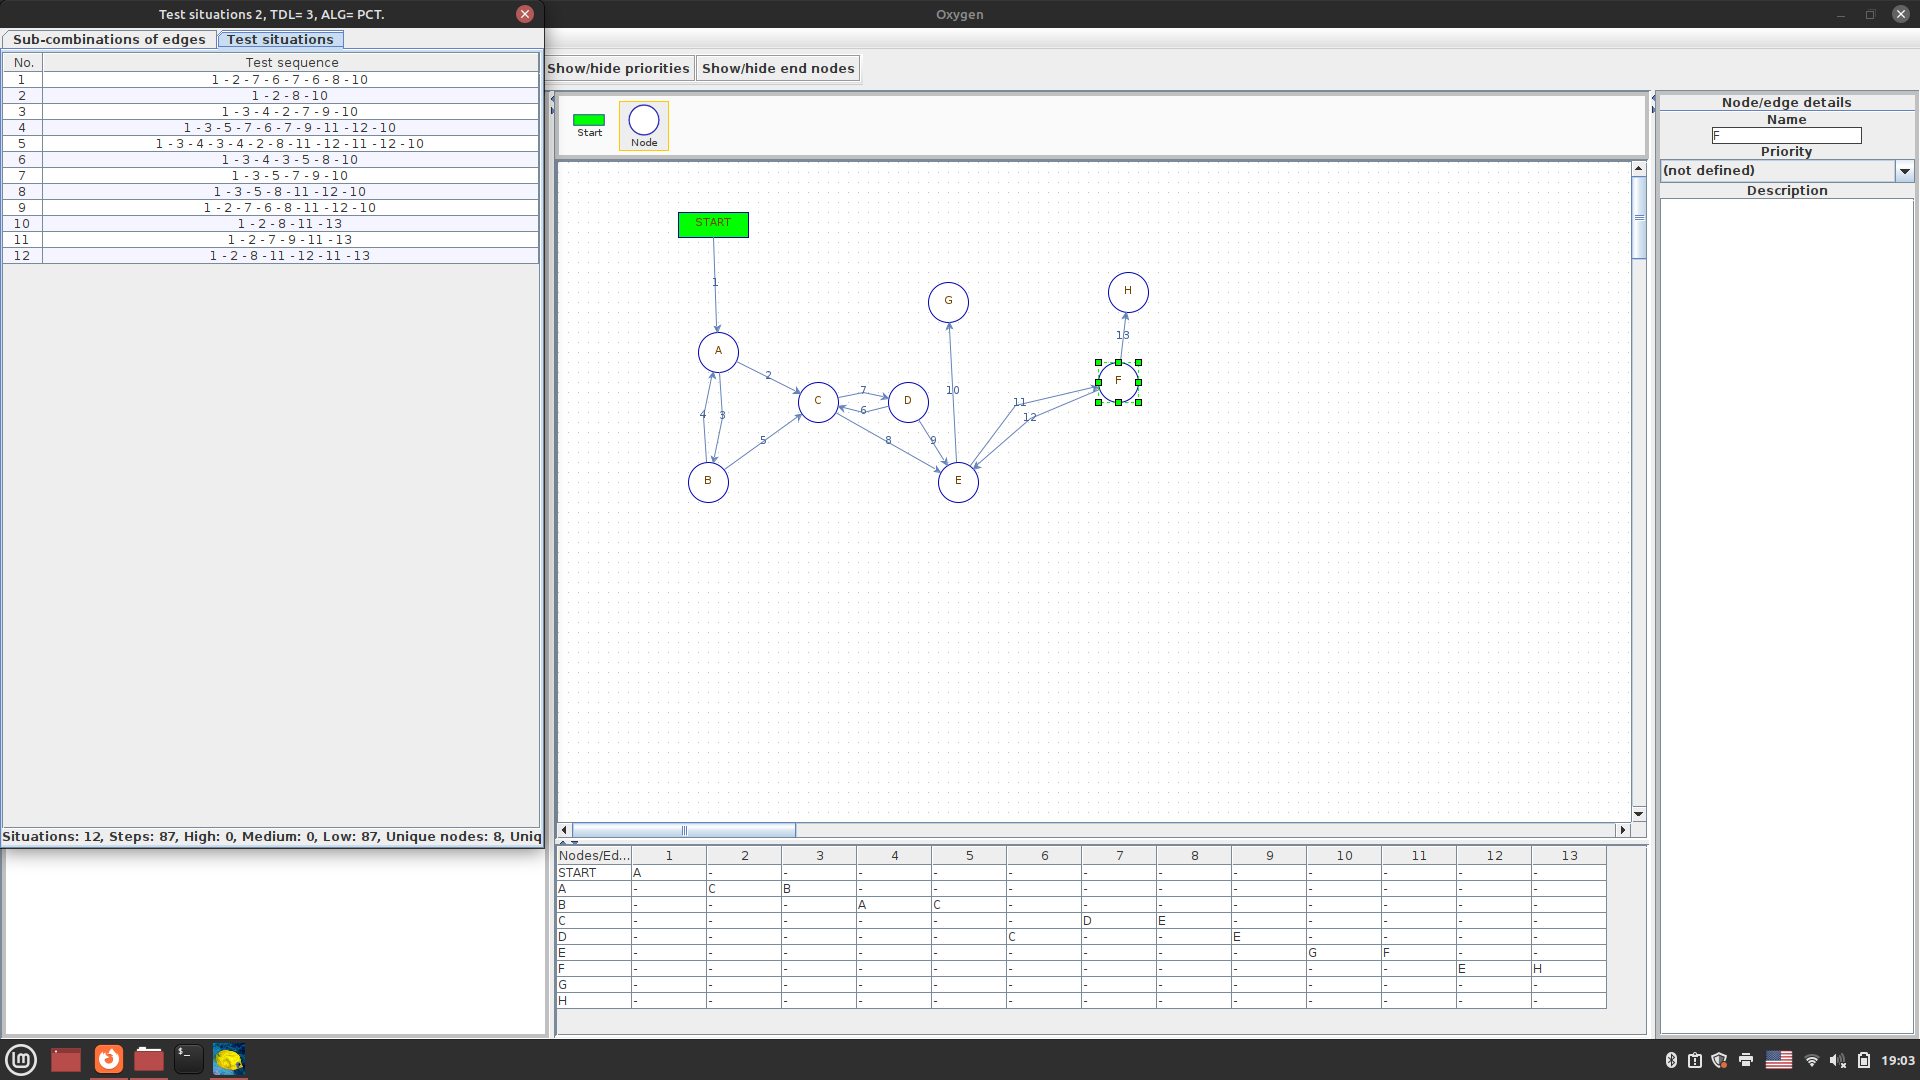 Test situations 2, TDL= 3, ALG= PCT.
Oxygen
Sub-combinations of edges Test situations
No. Test sequence
1 1 - 2 - 7 - 6 - 7 - 6 - 8 - 10
2 1 - 2 - 8 - 10
3 1 - 3 - 4 - 2 - 7 - 9 - 10
4 1 - 3 - 5 - 7 - 6 - 7 - 9 - 11 - 12 - 10
5 1 - 3 - 4 - 3 - 4 - 2 - 8 - 11 - 12 - 11 - 12 - 10
6 1 - 3 - 4 - 3 - 5 - 8 - 10
7 1 - 3 - 5 - 7 - 9 - 10
8 1 - 3 - 5 - 8 - 11 - 12 - 10
9 1 - 2 - 7 - 6 - 8 - 11 - 12 - 10
10 1 - 2 - 8 - 11 - 13
11 1 - 2 - 7 - 9 - 11 - 13
12 1 - 2 - 8 - 11 - 12 - 11 - 13
Situations: 12, Steps: 87, High: 0, Medium: 0, Low: 87, Unique nodes: 8, Uniq
Show/hide priorities Show/hide end nodes
Start
Node
START
1
G
H
13
A
2
10
7
C
D
6
F
11
12
4
3
5
8
9
B
E
Nodes/Ed... 1 2 3 4 5 6 7 8 9 10 11 12 13
START A - - - - - - - - - - - -
A - C B - - - - - - - - - -
B - - - A C - - - - - - - -
C - - - - - - D E - - - - -
D - - - - - C - - E - - - -
E - - - - - - - - - G F - -
F - - - - - - - - - - - E H
G - - - - - - - - - - - - -
H - - - - - - - - - - - - -
Node/edge details
Name
F
Priority
(not defined)
Description
19:03